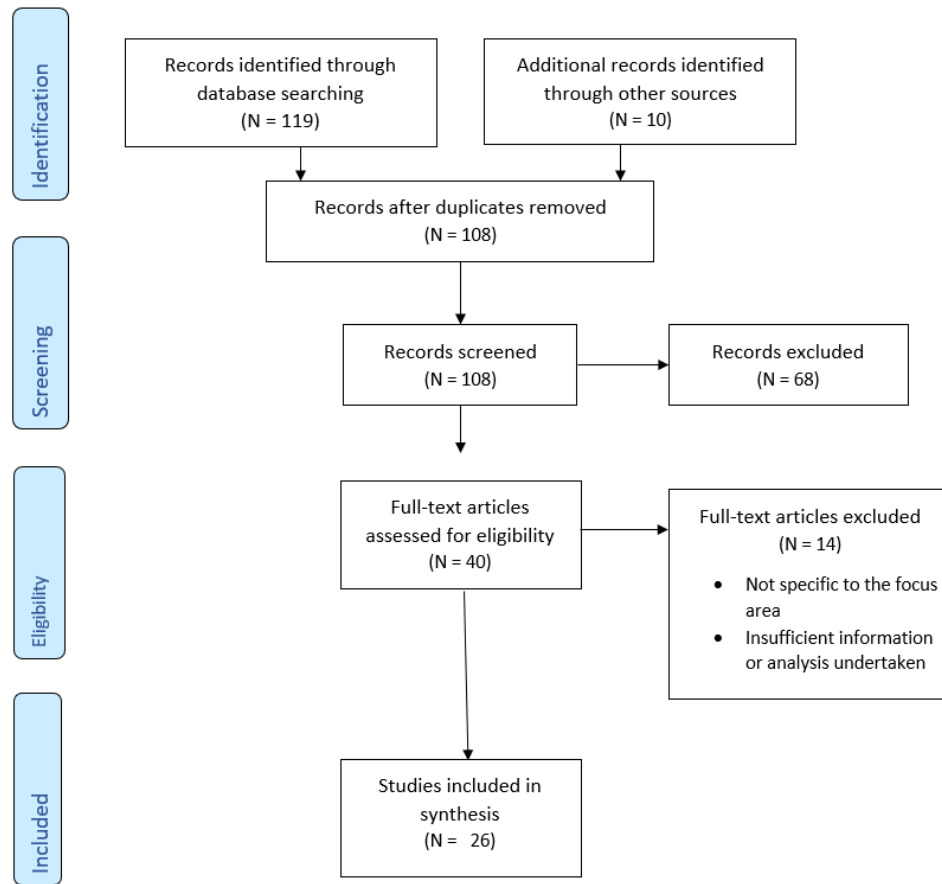 Identification
Records identified through
database searching
(N = 119)
Additional records identified
through other sources
(N = 10)
Records after duplicates removed
(N = 108)
Screening
Records screened
(N = 108)
Records excluded
(N = 68)
Eligibility
Full-text articles
assessed for eligibility
(N = 40)
Full-text articles excluded
(N = 14)
• Not specific to the focus
area
• Insufficient information
or analysis undertaken
Included
Studies included in
synthesis
(N = 26)